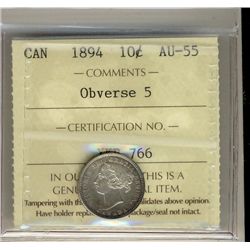 CAN 1894 10¢ AU-55
— COMMENTS —
Obverse 5
— CERTIFICATION NO. —
766
IN OU THIS IS A
GENU AL ITEM.
Tampering with th alidates above opinion.
Have holder repla package/seal not intact.